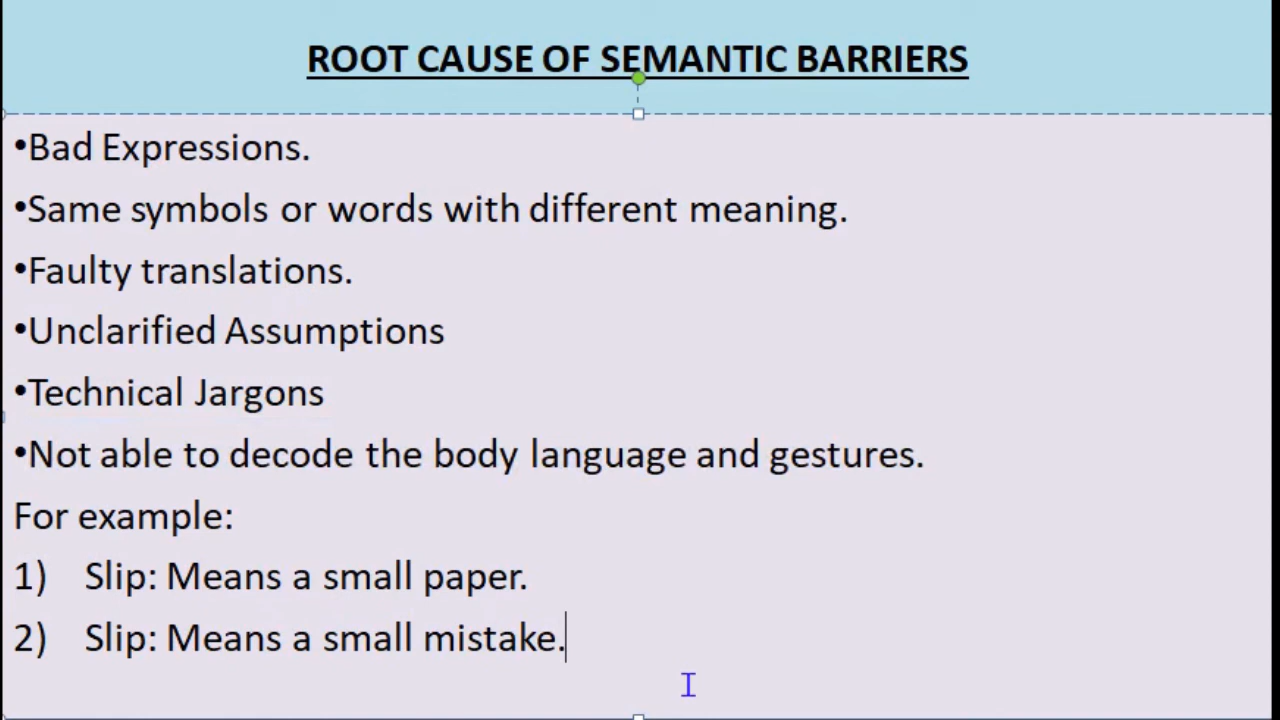 ROOT CAUSE OF SEMANTIC BARRIERS
•Bad Expressions.
•Same symbols or words with different meaning.
•Faulty translations.
•Unclarified Assumptions
•Technical Jargons
•Not able to decode the body language and gestures.
For example:
1) Slip: Means a small paper.
2) Slip: Means a small mistake.